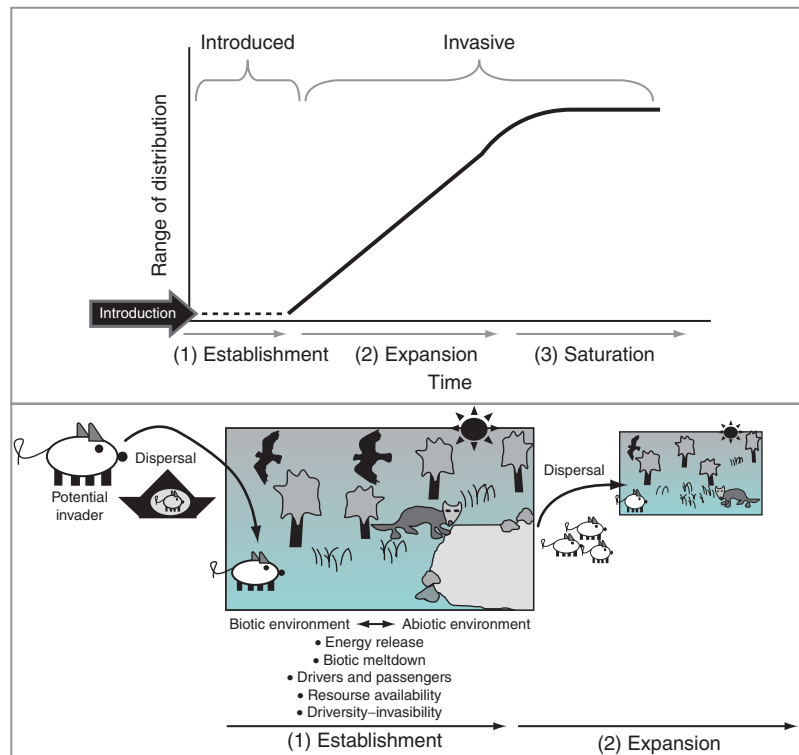 Introduced
Invasive
Range of distribution
Introduction
(1) Establishment
(2) Expansion
(3) Saturation
Time
Dispersal
Potential
invader
Dispersal
Biotic environment
Abiotic environment
• Energy release
• Biotic meltdown
• Drivers and passengers
• Resourse availability
• Driversity–invasibility
(1) Establishment
(2) Expansion